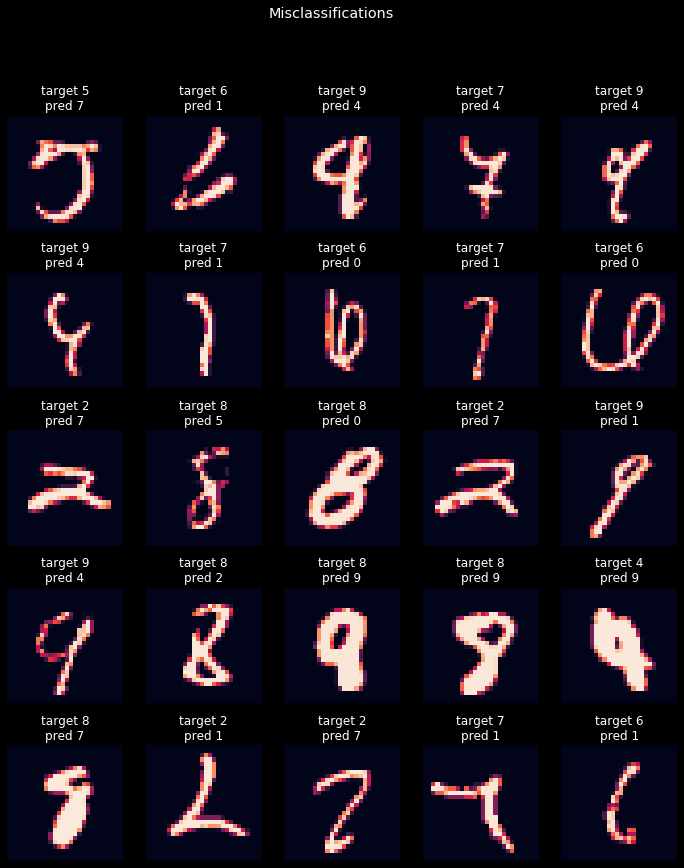 Misclassifications
target 5 target 6 target 9 target 7 target 9
pred 7 pred 1 pred 4 pred 4 pred 4
target 9 target 7 target 6 target 7 target 6
pred 4 pred 1 pred 0 pred 1 pred 0
target 2 target 8 target 8 target 2 target 9
pred 7 pred 5 pred 0 pred 7 pred 1
target 9 target 8 target 8 target 8 target 4
pred 4 pred 2 pred 9 pred 9 pred 9
target 8 target 2 target 2 target 7 target 6
pred 7 pred 1 pred 7 pred 1 pred 1